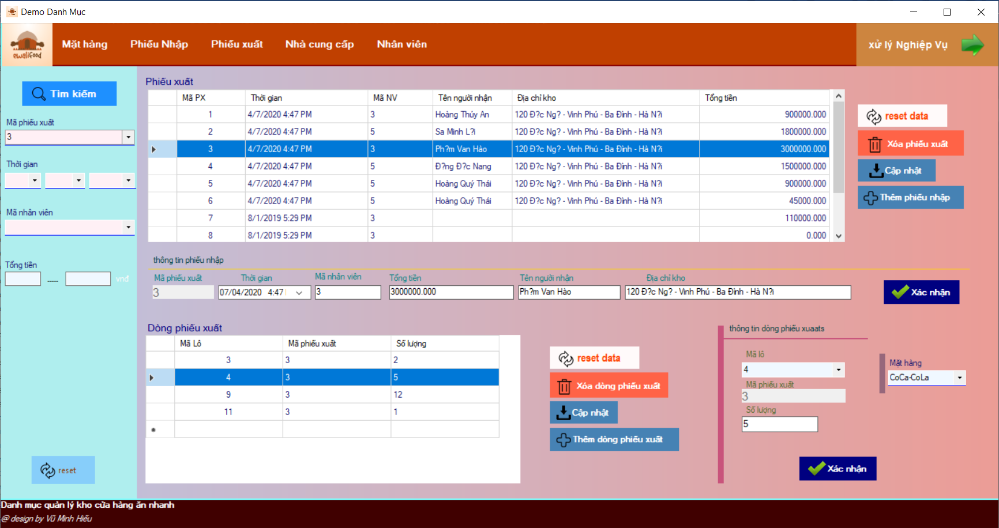 Demo Danh Mục
ewalifood
Mặt hàng Phiếu Nhập Phiếu xuất Nhà cung cấp Nhân viên
xử lý Nghiệp Vụ
Tìm kiếm
Mã phiếu xuất
3
Thời gian
Mã nhân viên
Tổng tiền
----- vnđ
reset
Phiếu xuất
Mã PX Thời gian Mã NV Tên người nhận Địa chỉ kho Tổng tiền
1 4/7/2020 4:47 PM 3 Hoàng Thúy An 120 Đ?c Ng? - Vinh Phú - Ba Đình - Hà N?i 900000.000
2 4/7/2020 4:47 PM 5 Sa Minh L?i 120 Đ?c Ng? - Vinh Phú - Ba Đình - Hà N?i 1800000.000
3 4/7/2020 4:47 PM 3 Ph?m Van Hào 120 Đ?c Ng? - Vinh Phú - Ba Đình - Hà N?i 3000000.000
4 4/7/2020 4:47 PM 5 Đ?ng Đ?c Nang 120 Đ?c Ng? - Vinh Phú - Ba Đình - Hà N?i 1500000.000
5 4/7/2020 4:47 PM 5 Hoàng Quý Thái 120 Đ?c Ng? - Vinh Phú - Ba Đình - Hà N?i 900000.000
6 4/7/2020 4:47 PM 5 Hoàng Quý Thái 120 Đ?c Ng? - Vinh Phú - Ba Đình - Hà N?i 45000.000
7 8/1/2019 5:29 PM 3 110000.000
8 8/1/2019 5:29 PM 3 0.000
reset data
Xóa phiếu xuất
Cập nhật
Thêm phiếu nhập
thông tin phiếu nhập
Mã phiếu xuất Thời gian Mã nhân viên Tổng tiền Tên người nhận Địa chỉ kho
3 07/04/2020 4:47 3 3000000.000 Ph?m Van Hào 120 Đ?c Ng? - Vinh Phú - Ba Đình - Hà N?i
Xác nhận
Dòng phiếu xuất
Mã Lô Mã phiếu xuất Số lượng
3 3 2
4 3 5
9 3 12
11 3 1
reset data
Xóa dòng phiếu xuất
Cập nhật
Thêm dòng phiếu xuất
thông tin dòng phiếu xuaats
Mã lô
4
Mã phiếu xuất
3
Số lượng
5
Mặt hàng
CoCa-CoLa
Xác nhận
Danh mục quản lý kho cửa hàng ăn nhanh
@ design by Vũ Minh Hiếu